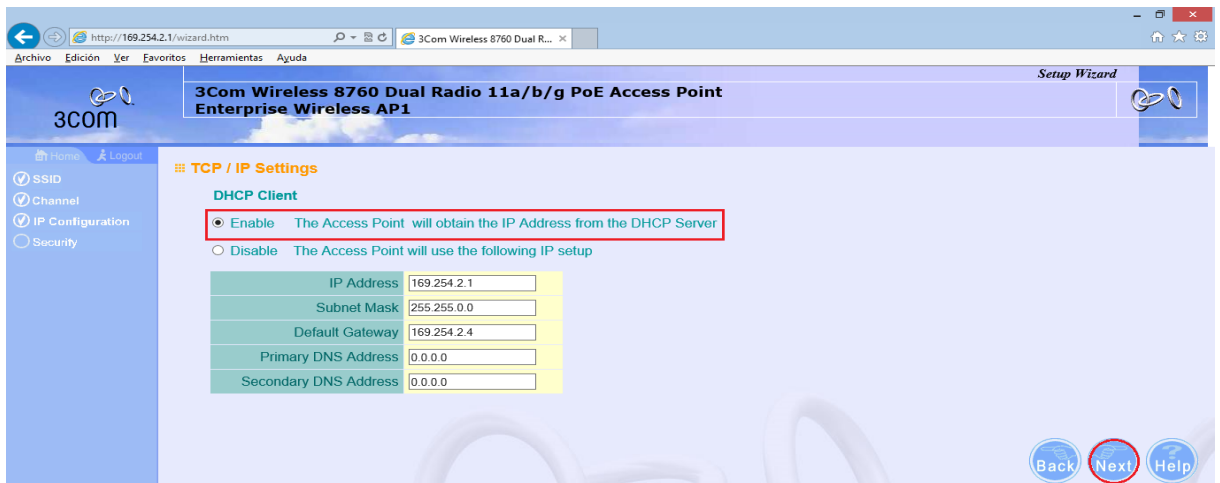 http://169.254.2.1/wizard.htm
3Com Wireless 8760 Dual R...
Archivo Edición Ver Favoritos Herramientas Ayuda
Setup Wizard
3COM
3Com Wireless 8760 Dual Radio 11a/b/g PoE Access Point
Enterprise Wireless AP1
Home Logout
SSID
Channel
IP Configuration
Security
TCP / IP Settings
DHCP Client
Enable The Access Point will obtain the IP Address from the DHCP Server
Disable The Access Point will use the following IP setup
IP Address 169.254.2.1
Subnet Mask 255.255.0.0
Default Gateway 169.254.2.4
Primary DNS Address 0.0.0.0
Secondary DNS Address 0.0.0.0
Back Next Help